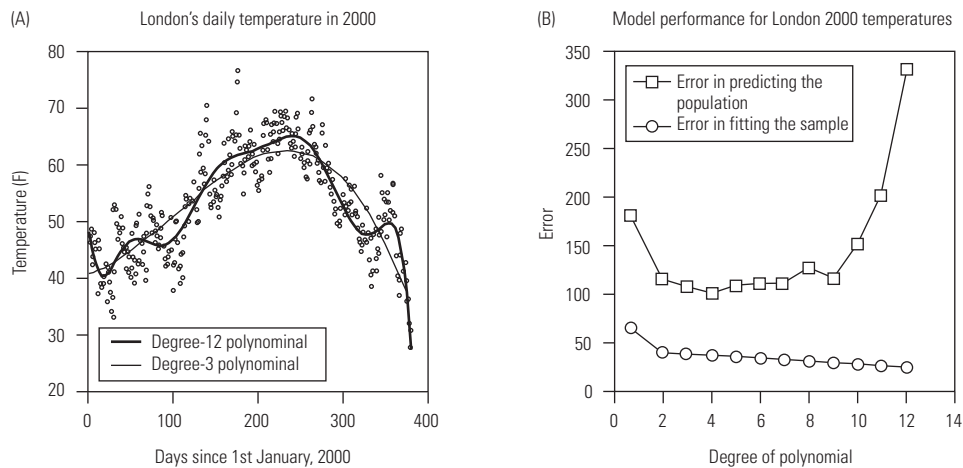 (A)
London's daily temperature in 2000
80
70
60
50
40
30
20
Temperature (F)
Degree-12 polynominal
Degree-3 polynominal
0
100
200
300
400
Days since 1st January, 2000
(B)
Model performance for London 2000 temperatures
350
300
250
200
150
100
50
0
Error
Error in predicting the
population
Error in fitting the sample
0
2
4
6
8
10
12
14
Degree of polynomial